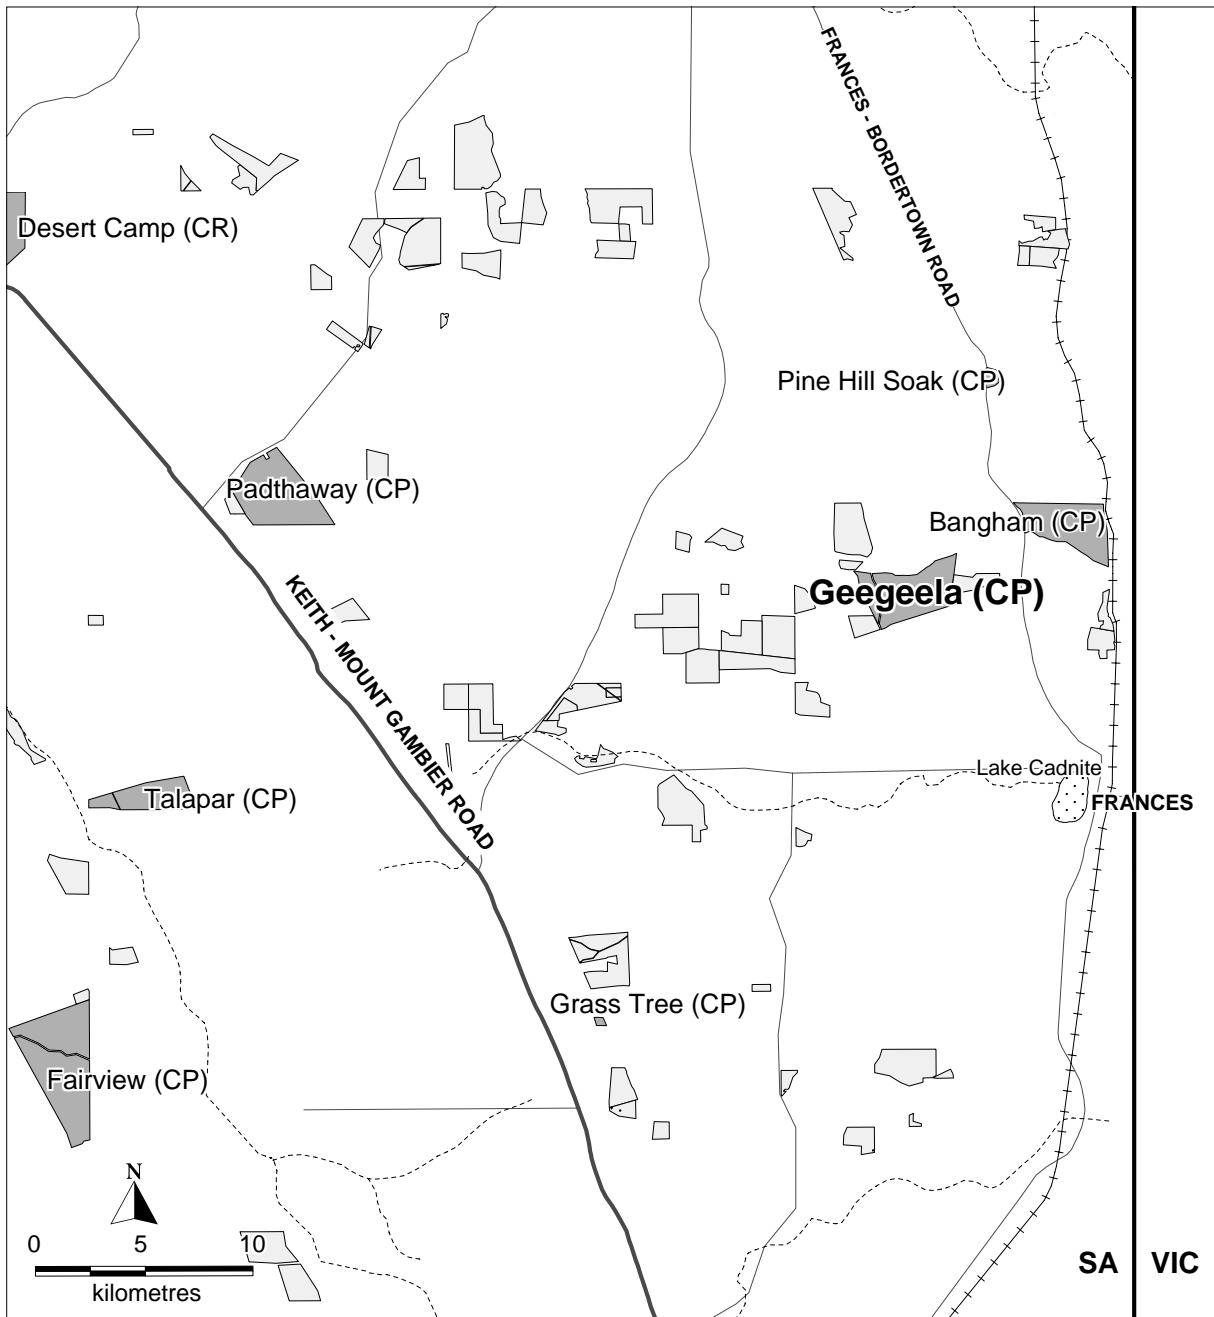 FRANCES - BORDERTOWN ROAD
Desert Camp (CR)
Pine Hill Soak (CP)
Padthaway (CP)
Bangham (CP)
Geegeela (CP)
KEITH - MOUNT GAMBIER ROAD
Lake Cadnite
Talapar (CP)
FRANCES
Grass Tree (CP)
Fairview (CP)
N
0 5 10
kilometres
SA VIC